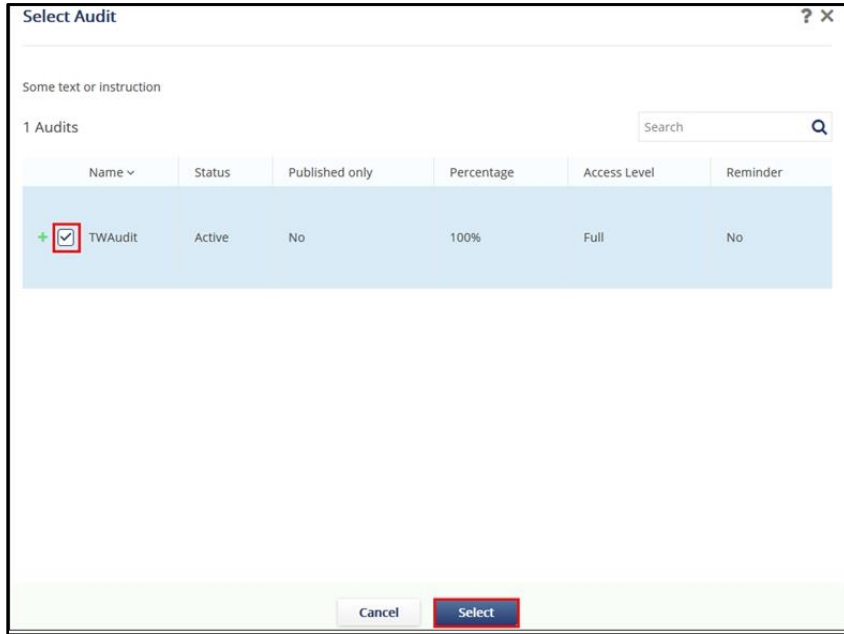 Select Audit ? ×
Some text or instruction
1 Audits Search
Name Status Published only Percentage Access Level Reminder
TWAudit Active No 100% Full No
Cancel Select